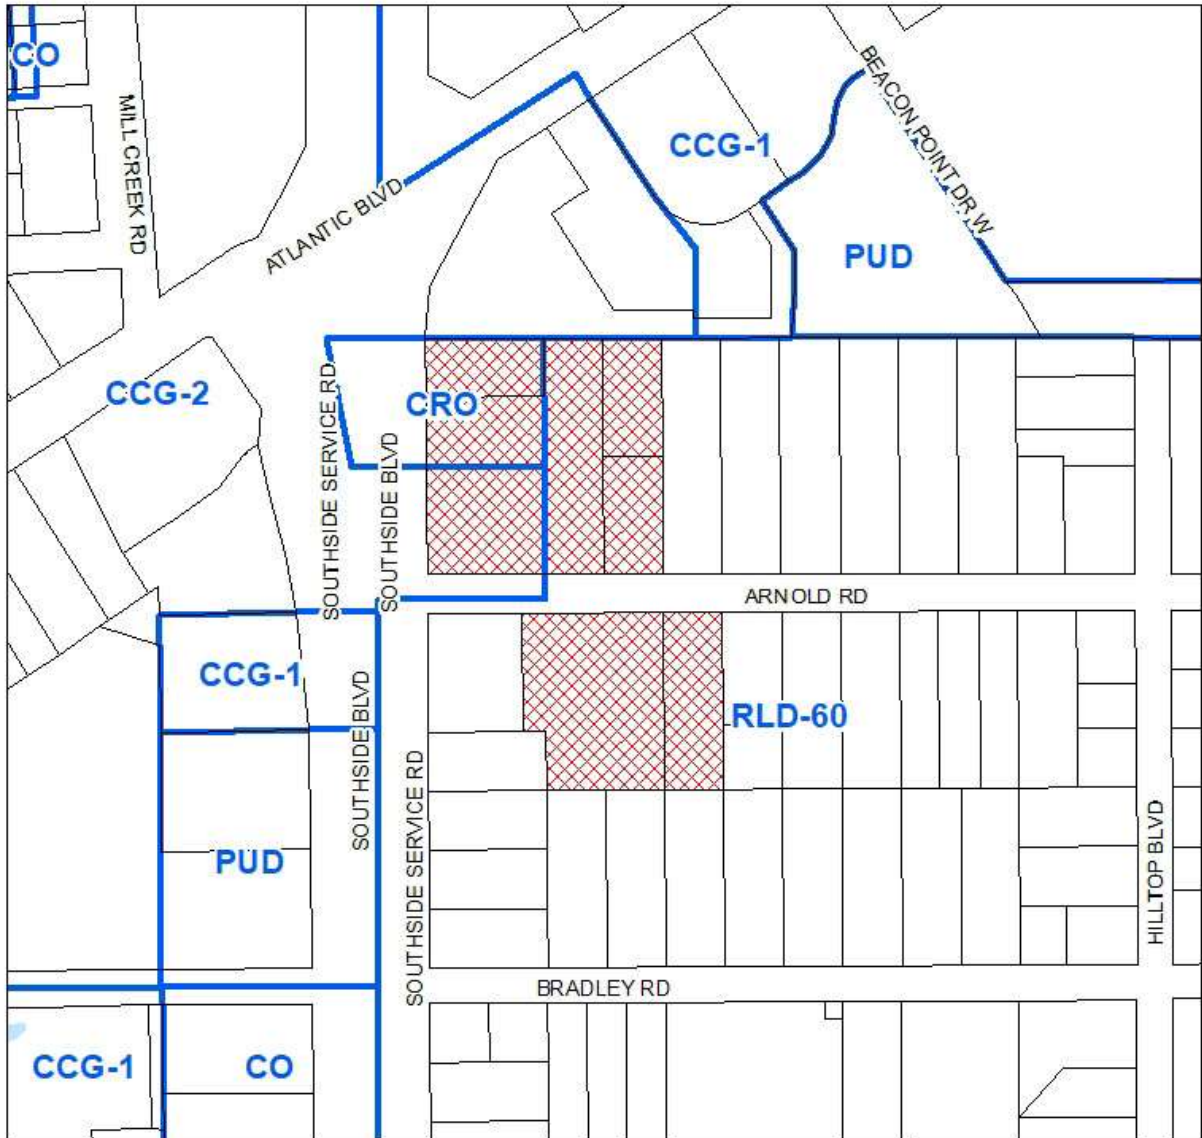 CO
MILL CREEK RD
ATLANTIC BLVD
CCG-1
BEACON POINT DR W
PUD
CCG-2
SOUTHSIDE SERVICE RD
CRO
SOUTHSIDE BLVD
ARNOLD RD
CCG-1
SOUTHSIDE BLVD
RLD-60
SOUTHSIDE SERVICE RD
PUD
HILLTOP BLVD
BRADLEY RD
CCG-1
CO